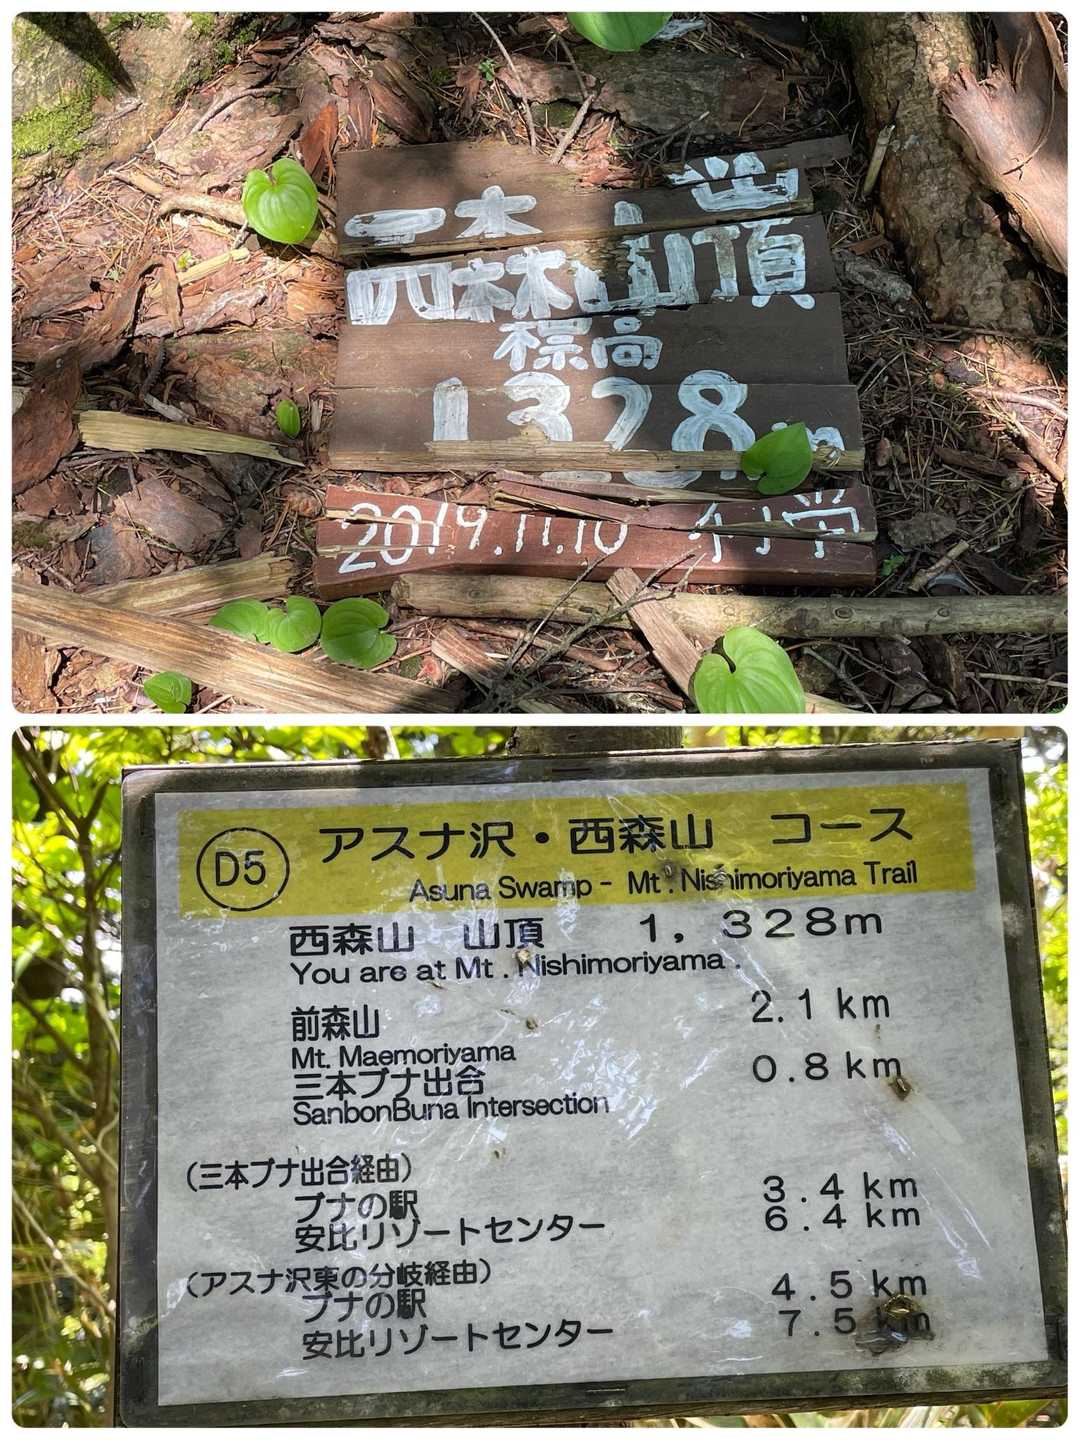 西森山山頂
標高
1328m
2019.11.10
D5
アスナ沢・西森山 コース
Asuna Swamp - Mt. Nishimoriyama Trail
西森山 山頂 1,328m
You are at Mt. Nishimoriyama.
前森山 2.1 km
Mt. Maemoriyama
三本ブナ出合 0.8 km
SanbonBuna Intersection
(三本ブナ出合経由)
ブナの駅 3.4 km
安比リゾートセンター 6.4 km
(アスナ沢東の分岐経由)
ブナの駅 4.5 km
安比リゾートセンター 7.5 km